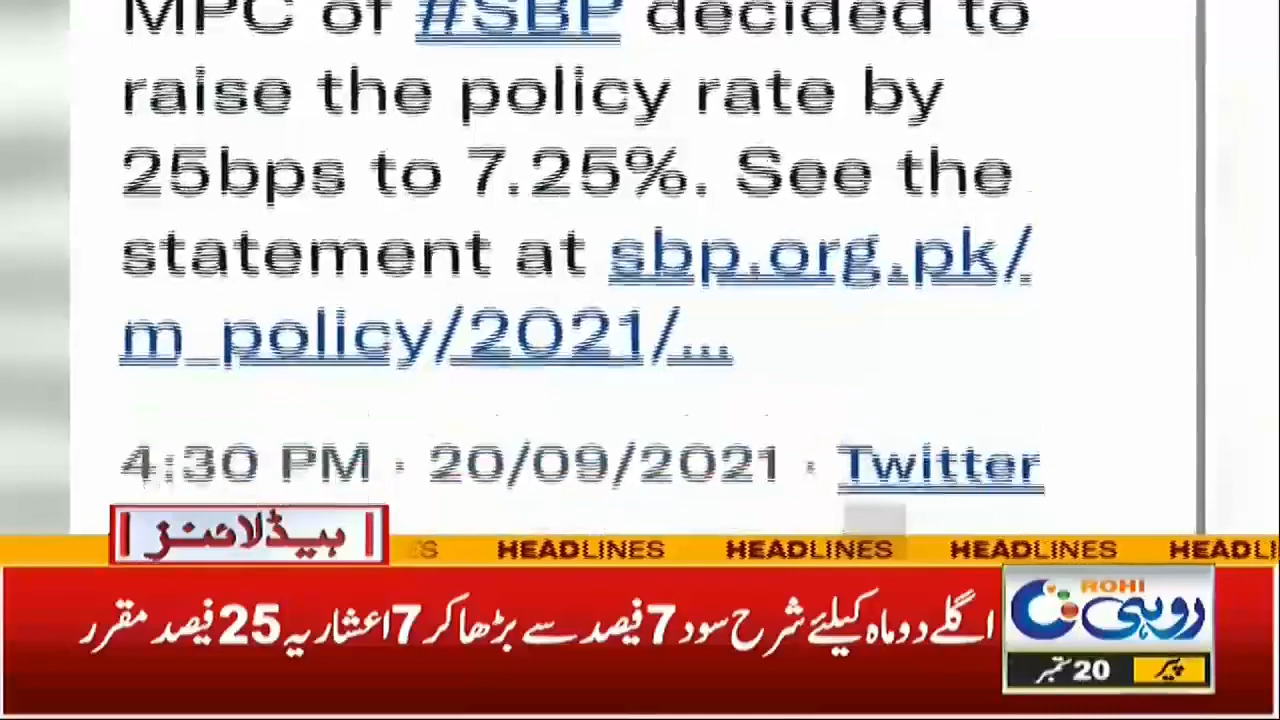 MPC of #SBP decided to
raise the policy rate by
25bps to 7.25%. See the
statement at sbp.org.pk/
m_policy/2021/...
4:30 PM · 20/09/2021 · Twitter
ہیڈلائنز
HEADLINES HEADLINES HEADLINES HEADLI
اگلے دو ماہ کیلئے شرح سود 7 فیصد سے بڑھا کر 7 اعشاریہ 25 فیصد مقرر
ROHI
روہی
پیر 20 ستمبر